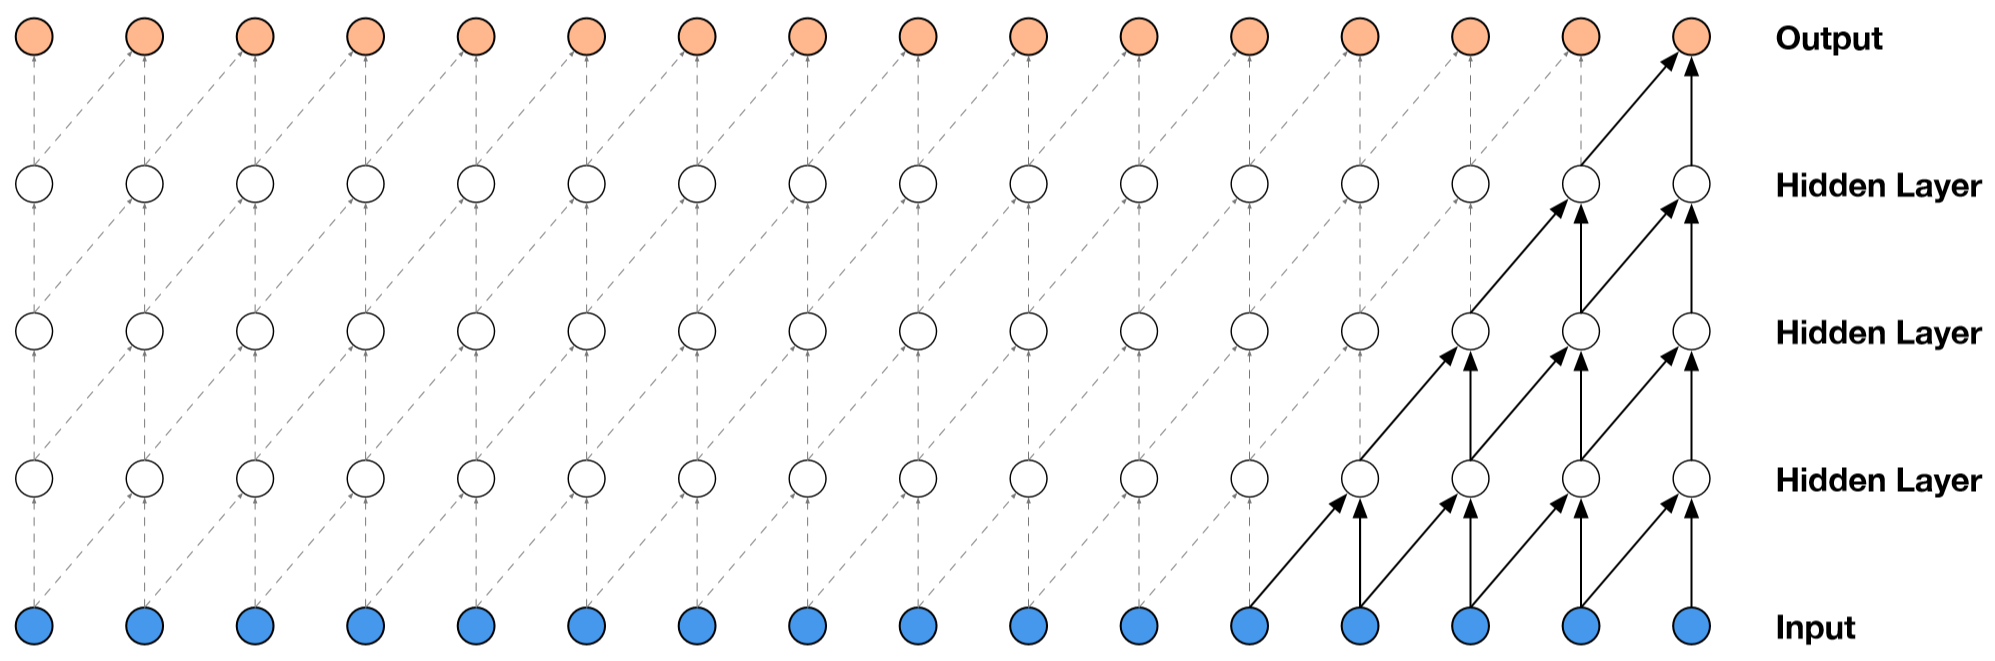 Output
Hidden Layer
Hidden Layer
Hidden Layer
Input